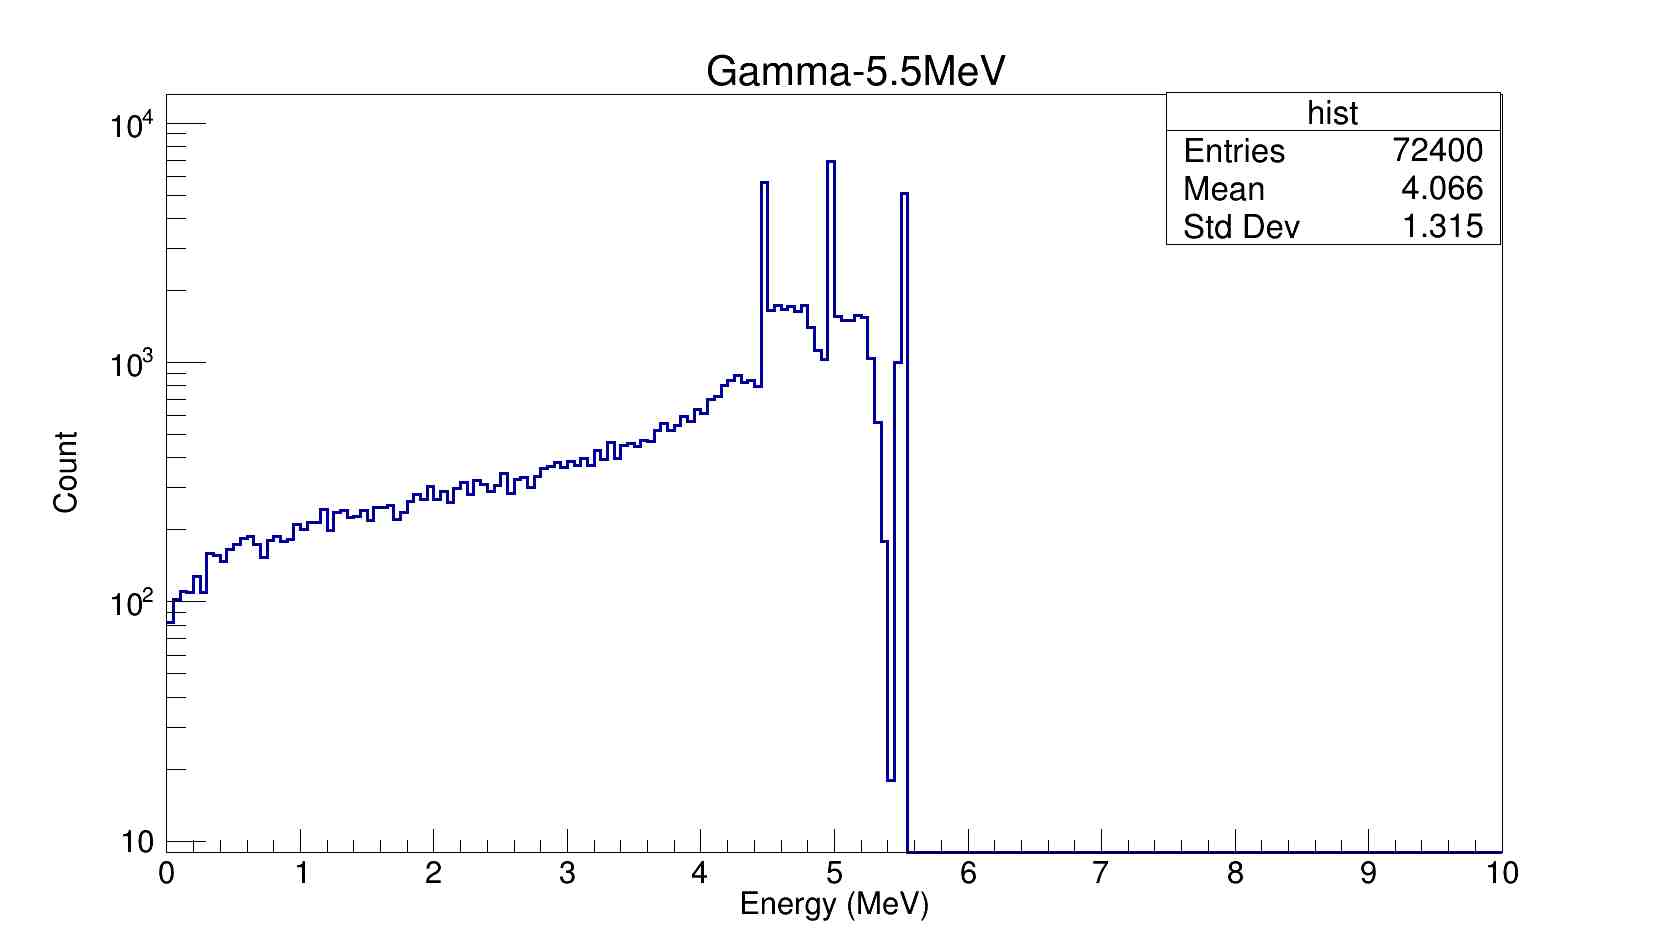 Gamma-5.5MeV
hist
Entries 72400
Mean 4.066
Std Dev 1.315
10^4
10^3
10^2
10
Count
0 1 2 3 4 5 6 7 8 9 10
Energy (MeV)